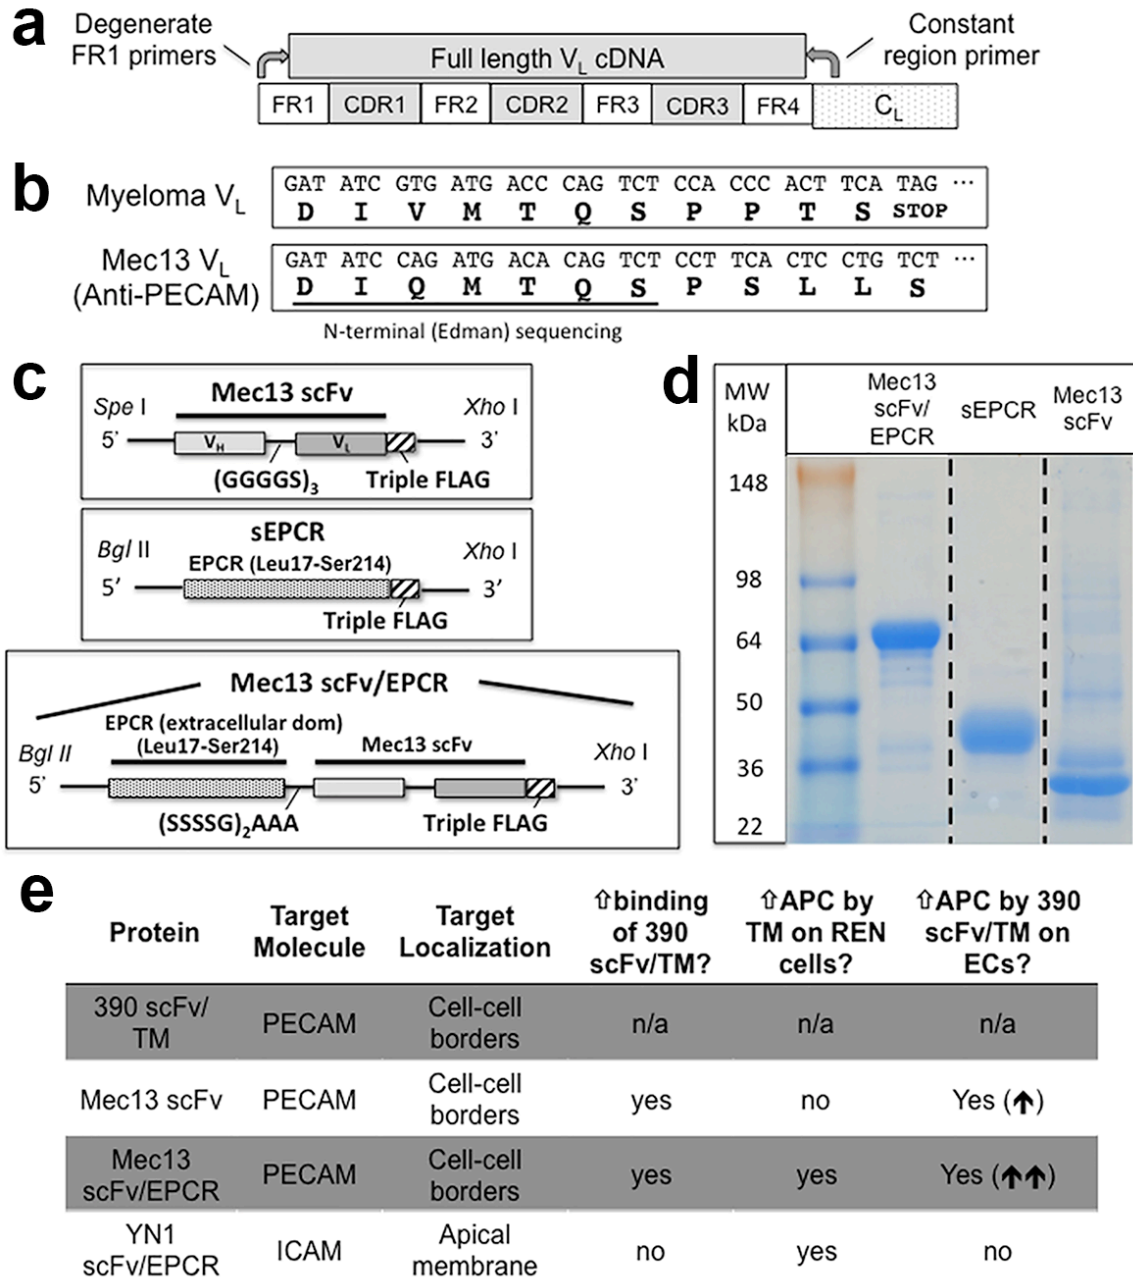 a
Degenerate
FR1 primers
Full length VL cDNA
Constant
region primer
FR1 CDR1 FR2 CDR2 FR3 CDR3 FR4 CL
b
Myeloma VL
GAT ATC GTG ATG ACC CAG TCT CCA CCC ACT TCA TAG ...
D I V M T Q S P P T S STOP
Mec13 VL
(Anti-PECAM)
GAT ATC CAG ATG ACA CAG TCT CCT TCA CTC CTG TCT ...
D I Q M T Q S P S L L S
N-terminal (Edman) sequencing
c
Mec13 scFv
Spe I
Xho I
5' VH VL 3'
(GGGGS)3 Triple FLAG
sEPCR
Bgl II
EPCR (Leu17-Ser214)
Xho I
5' 3'
Triple FLAG
Mec13 scFv/EPCR
EPCR (extracellular dom)
(Leu17-Ser214)
Mec13 scFv
Bgl II
Xho I
5' 3'
(SSSSG)2AAA Triple FLAG
d
MW
kDa
Mec13
scFv/
EPCR
sEPCR
Mec13
scFv
148
98
64
50
36
22
e
Protein
Target
Molecule
Target
Localization
⇧binding
of 390
scFv/TM?
⇧APC by
TM on REN
cells?
⇧APC by 390
scFv/TM on
ECs?
390 scFv/
TM
PECAM
Cell-cell
borders
n/a
n/a
n/a
Mec13 scFv
PECAM
Cell-cell
borders
yes
no
Yes (↑)
Mec13
scFv/EPCR
PECAM
Cell-cell
borders
yes
yes
Yes (↑↑)
YN1
scFv/EPCR
ICAM
Apical
membrane
no
yes
no